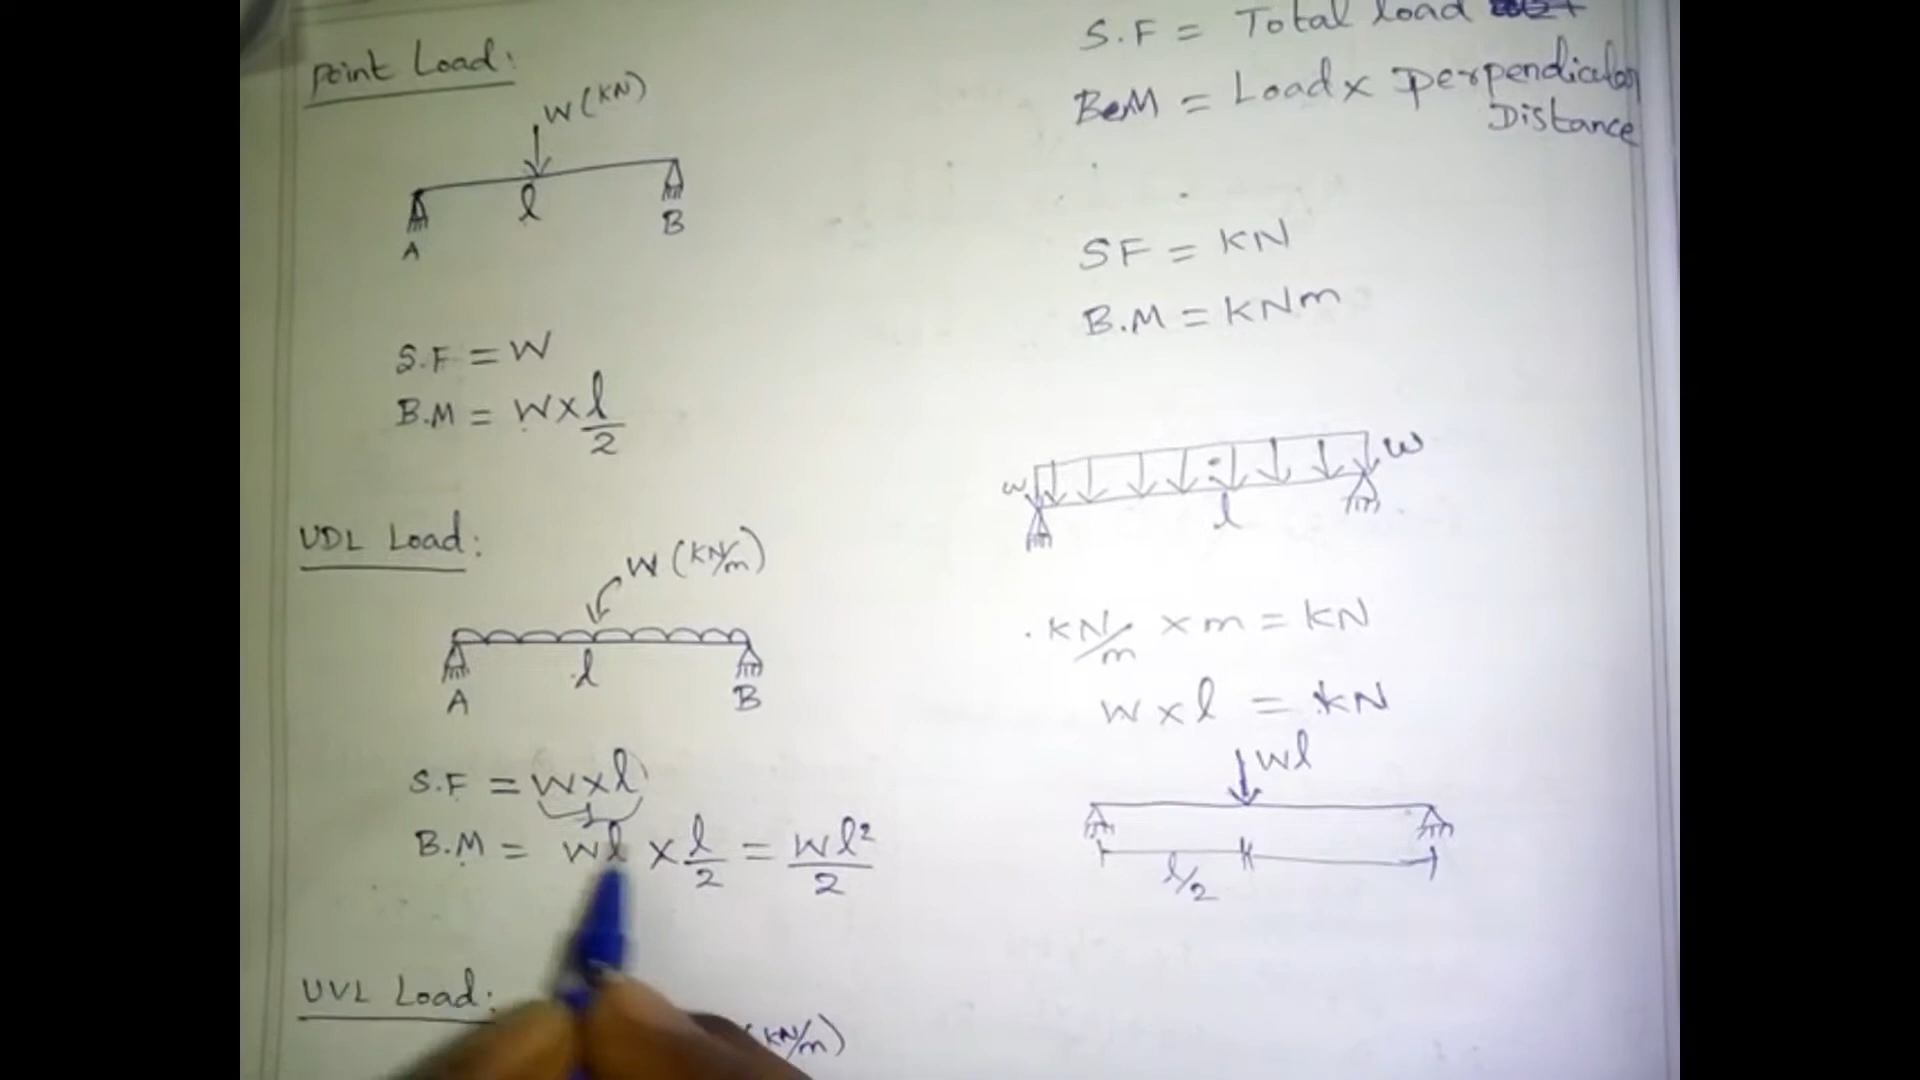 Point Load:
W (KN)
l
A
B
S.F = W
B.M = W x l/2
UDL Load:
W (KN/m)
l
A
B
S.F = W x l
B.M = wl x l/2 = wl²/2
UVL Load:
KN/m)
S.F = Total load
B.M = Load x perpendicular
Distance
SF = KN
B.M = KNm
w
w
l
KN/m x m = KN
W x l = KN
Wl
l/2